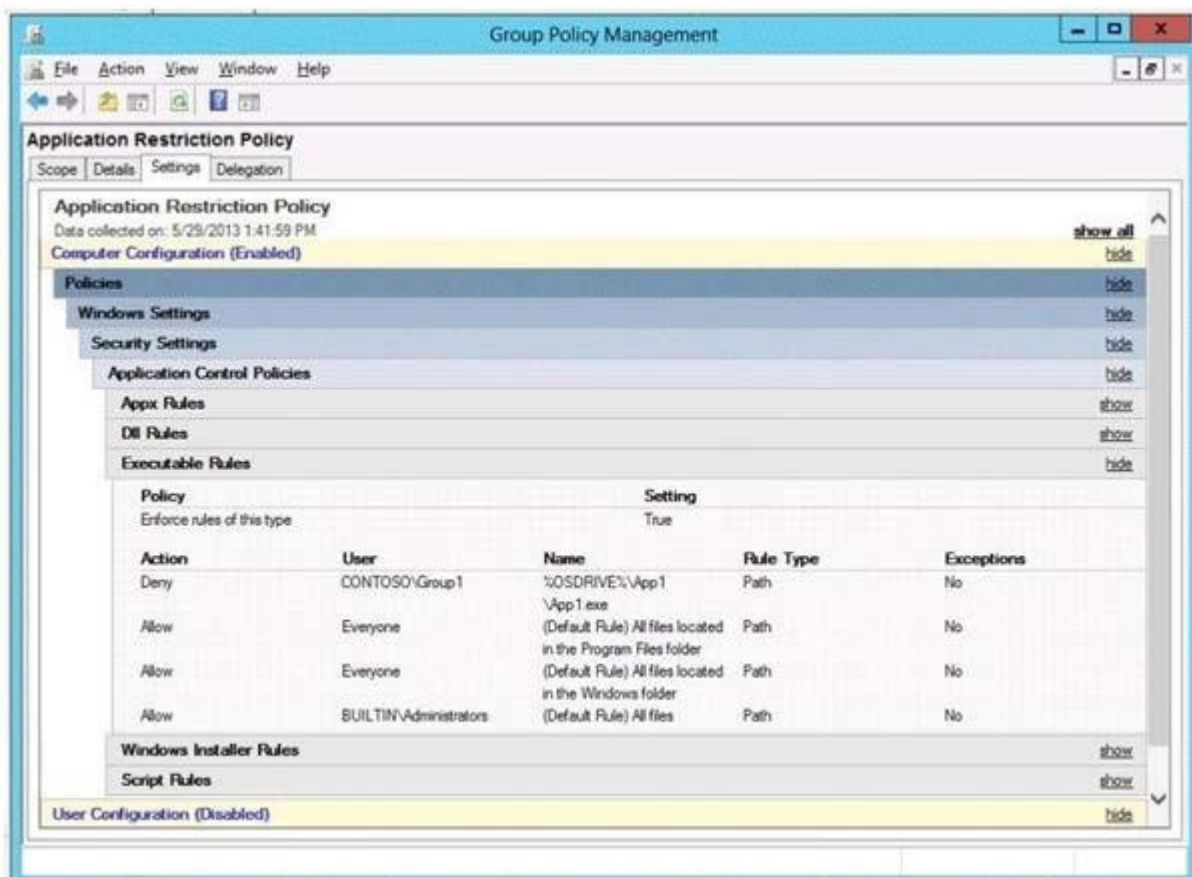 Group Policy Management
File Action View Window Help
Application Restriction Policy
Scope Details Settings Delegation
Application Restriction Policy
Data collected on: 5/29/2013 1:41:59 PM show all
Computer Configuration (Enabled) hide
Policies hide
Windows Settings hide
Security Settings hide
Application Control Policies hide
Appx Rules show
Dll Rules show
Executable Rules hide
Policy Setting
Enforce rules of this type True
Action User Name Rule Type Exceptions
Deny CONTOSO\Group1 %OSDRIVE%\App1 Path No
\App1.exe
Allow Everyone (Default Rule) All files located Path No
in the Program Files folder
Allow Everyone (Default Rule) All files located Path No
in the Windows folder
Allow BUILTIN\Administrators (Default Rule) All files Path No
Windows Installer Rules show
Script Rules show
User Configuration (Disabled) hide